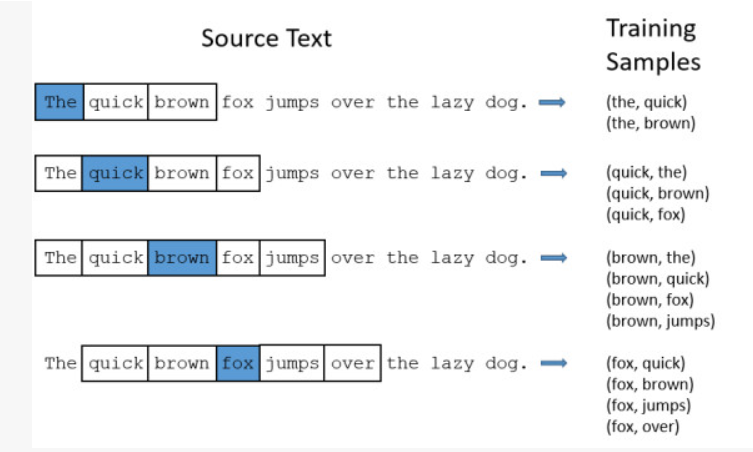 Source Text
Training
Samples
The quick brown fox jumps over the lazy dog.
(the, quick)
(the, brown)
The quick brown fox jumps over the lazy dog.
(quick, the)
(quick, brown)
(quick, fox)
The quick brown fox jumps over the lazy dog.
(brown, the)
(brown, quick)
(brown, fox)
(brown, jumps)
The quick brown fox jumps over the lazy dog.
(fox, quick)
(fox, brown)
(fox, jumps)
(fox, over)